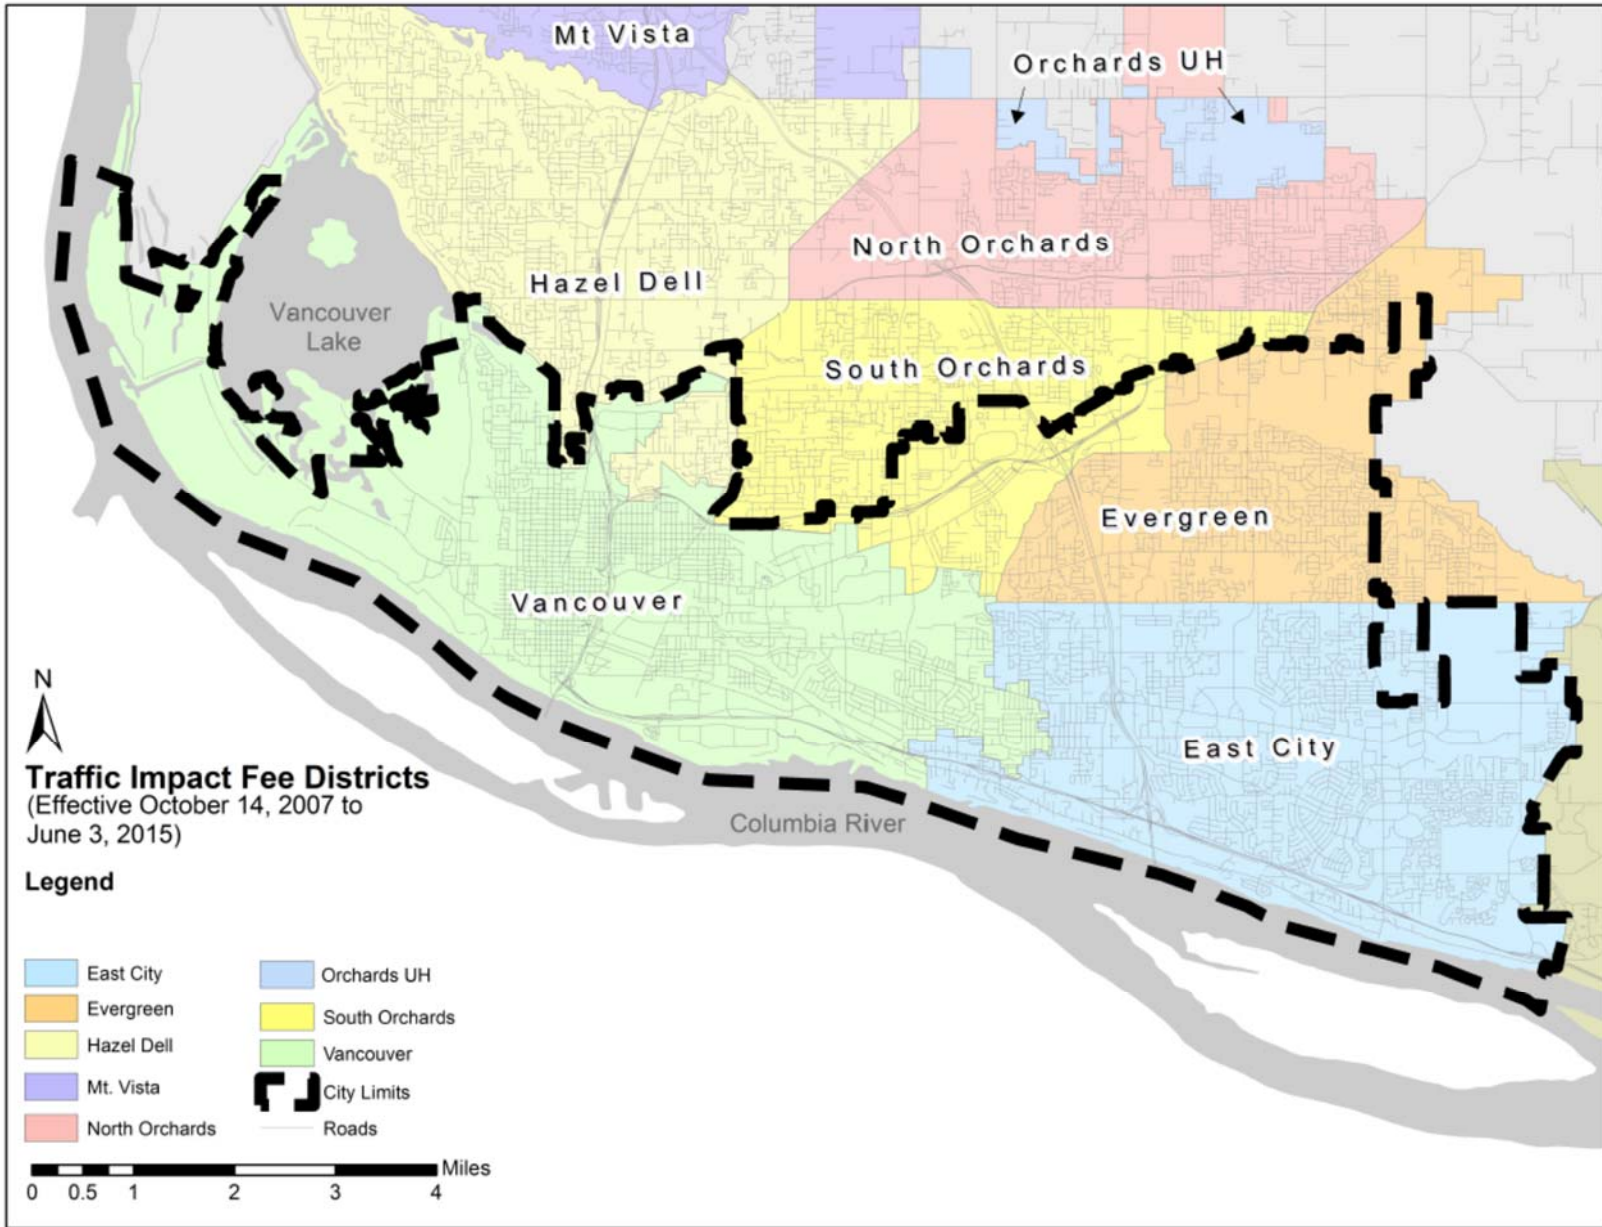 Mt Vista
Orchards UH
North Orchards
Hazel Dell
Vancouver
Lake
South Orchards
Evergreen
Vancouver
East City
Columbia River
N
Traffic Impact Fee Districts
(Effective October 14, 2007 to
June 3, 2015)
Legend
East City
Evergreen
Hazel Dell
Mt. Vista
North Orchards
Orchards UH
South Orchards
Vancouver
City Limits
Roads
Miles
0 0.5 1 2 3 4